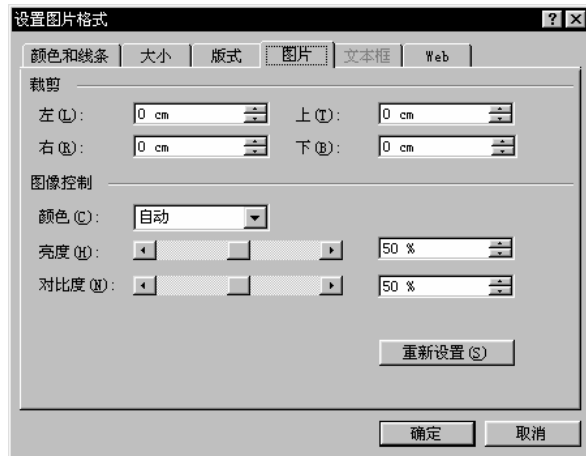 设置图片格式
颜色和线条 大小 版式 图片 文本框 Web
裁剪
左(L): 0 cm 上(T): 0 cm
右(R): 0 cm 下(B): 0 cm
图像控制
颜色(C): 自动
亮度(H): 50 %
对比度(N): 50 %
重新设置(S)
确定 取消